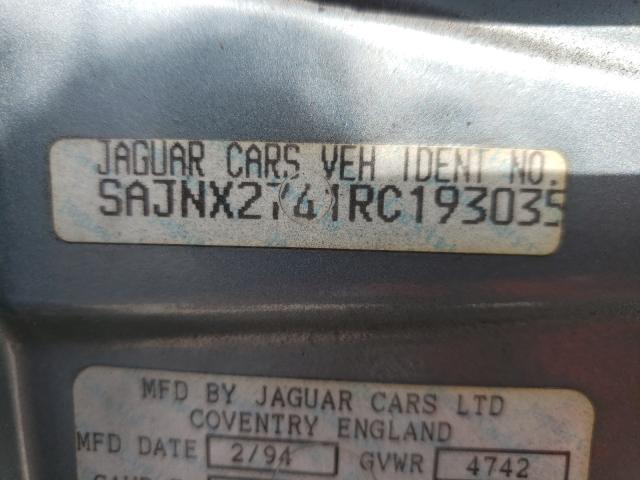 JAGUAR CARS VEH IDENT NO.
SAJNX2741RC193035
MFD BY JAGUAR CARS LTD
COVENTRY ENGLAND
MFD DATE 2/94 GVWR 4742